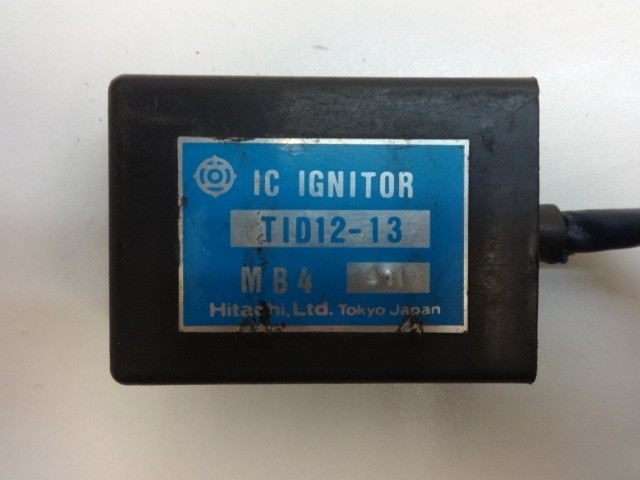 IC IGNITOR
TID12-13
MB4
Hitachi, Ltd. Tokyo Japan